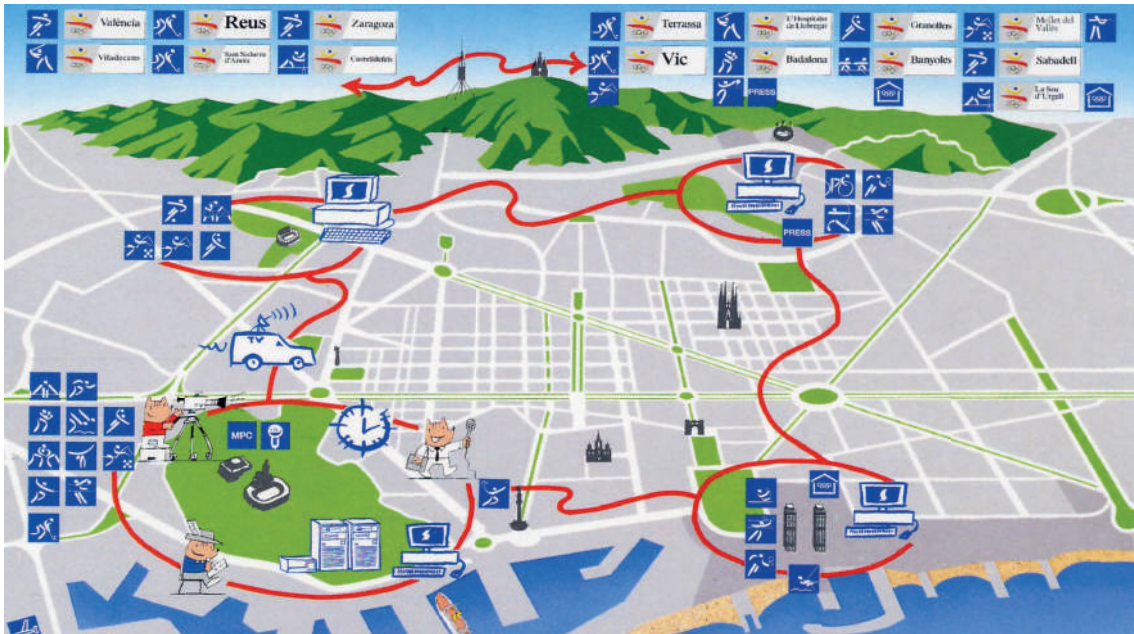 València
Reus
Zaragoza
Terrassa
L'Hospitalet
de Llobregat
Granollers
Mollet del
Vallès
Viladecans
Sant Sadurní
d'Anoia
Castelldefels
Vic
Badalona
Banyoles
Sabadell
PRESS
La Seu
d'Urgell
PRESS
TV
MPC